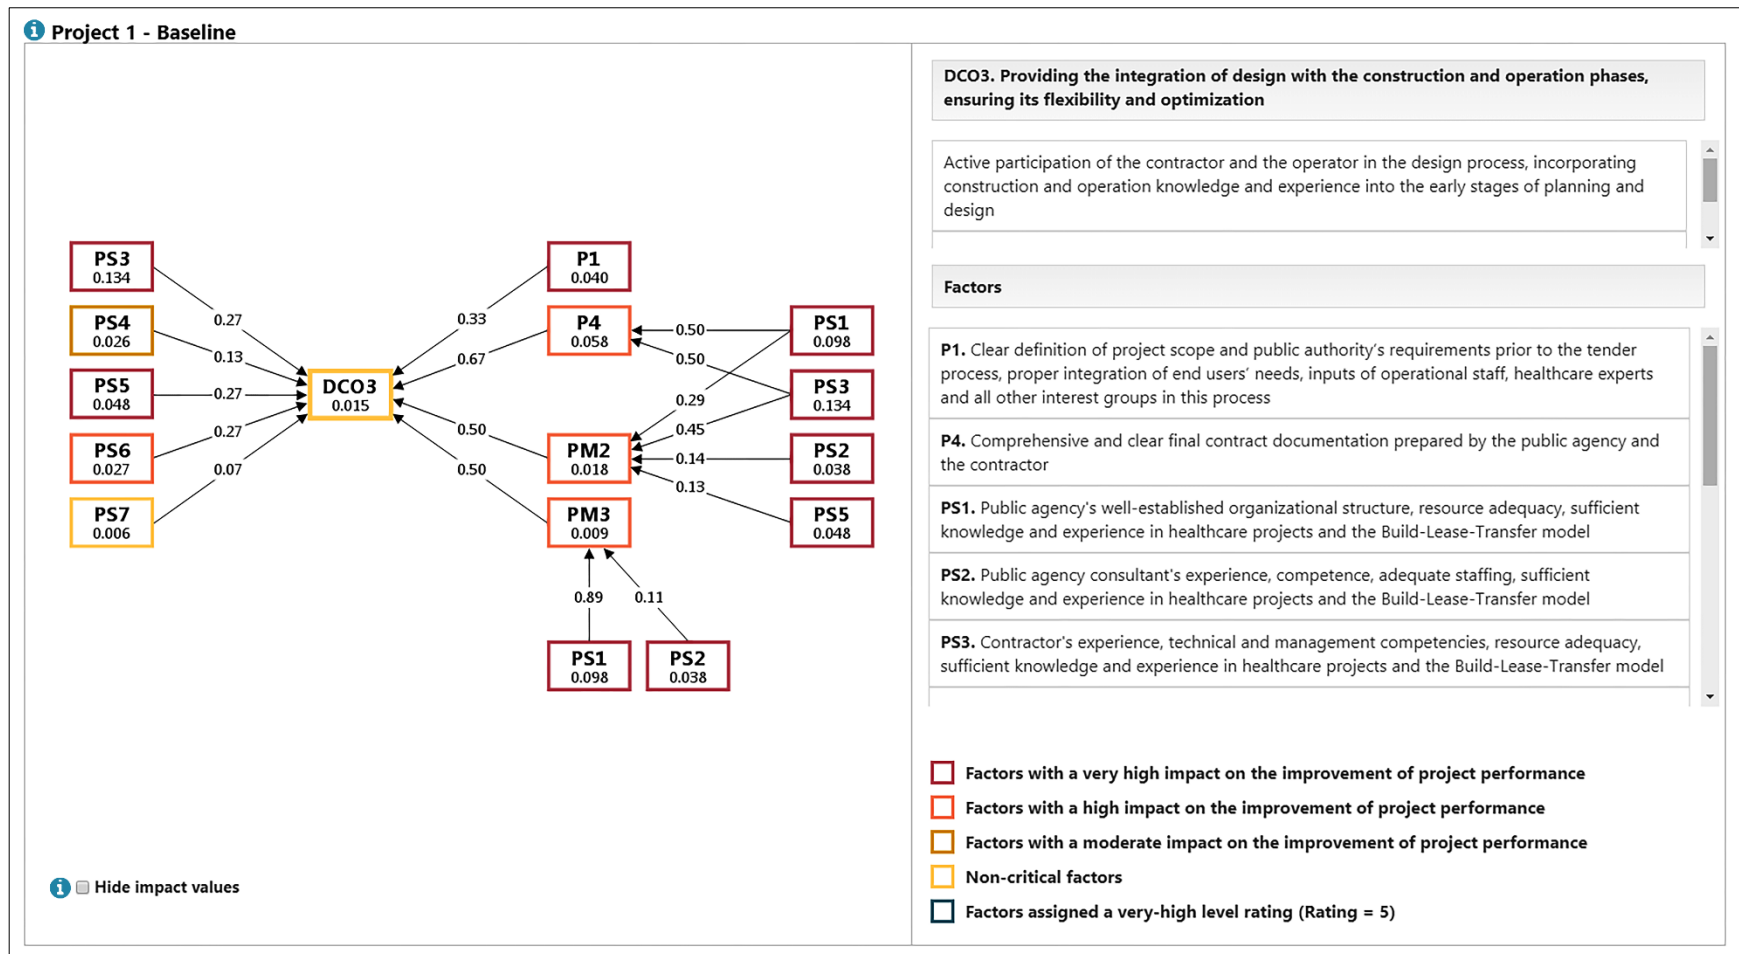 Project 1 - Baseline
PS3
0.134
PS4
0.026
PS5
0.048
PS6
0.027
PS7
0.006
0.27
0.13
0.27
0.27
0.07
DCO3
0.015
0.33
0.67
0.50
0.50
P1
0.040
P4
0.058
PM2
0.018
PM3
0.009
0.50
0.50
0.29
0.45
0.14
0.13
PS1
0.098
PS3
0.134
PS2
0.038
PS5
0.048
0.89
0.11
PS1
0.098
PS2
0.038
Hide impact values
DCO3. Providing the integration of design with the construction and operation phases,
ensuring its flexibility and optimization
Active participation of the contractor and the operator in the design process, incorporating
construction and operation knowledge and experience into the early stages of planning and
design
Factors
P1. Clear definition of project scope and public authority's requirements prior to the tender
process, proper integration of end users' needs, inputs of operational staff, healthcare experts
and all other interest groups in this process
P4. Comprehensive and clear final contract documentation prepared by the public agency and
the contractor
PS1. Public agency's well-established organizational structure, resource adequacy, sufficient
knowledge and experience in healthcare projects and the Build-Lease-Transfer model
PS2. Public agency consultant's experience, competence, adequate staffing, sufficient
knowledge and experience in healthcare projects and the Build-Lease-Transfer model
PS3. Contractor's experience, technical and management competencies, resource adequacy,
sufficient knowledge and experience in healthcare projects and the Build-Lease-Transfer model
Factors with a very high impact on the improvement of project performance
Factors with a high impact on the improvement of project performance
Factors with a moderate impact on the improvement of project performance
Non-critical factors
Factors assigned a very-high level rating (Rating = 5)